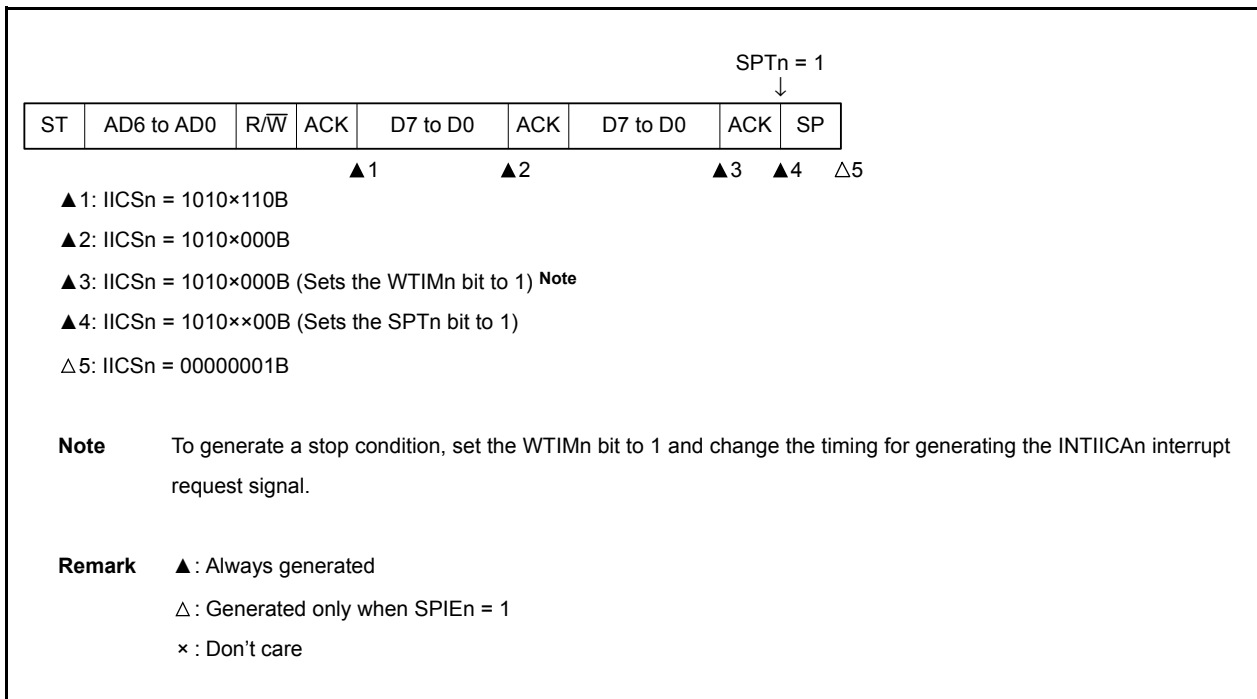 SPTn = 1
↓
ST AD6 to AD0 R/W̅ ACK D7 to D0 ACK D7 to D0 ACK SP
▲1 ▲2 ▲3 ▲4 △5
▲1: IICSn = 1010×110B
▲2: IICSn = 1010×000B
▲3: IICSn = 1010×000B (Sets the WTIMn bit to 1) Note
▲4: IICSn = 1010××00B (Sets the SPTn bit to 1)
△5: IICSn = 00000001B
Note To generate a stop condition, set the WTIMn bit to 1 and change the timing for generating the INTIICAn interrupt
request signal.
Remark ▲: Always generated
△: Generated only when SPIEn = 1
× : Don't care